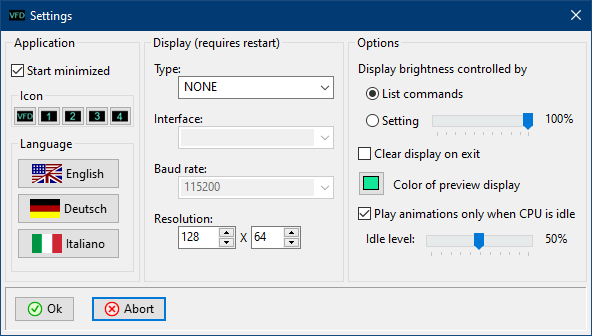 VFD Settings
Application
Start minimized
Icon
VFD 1 2 3 4
Language
English
Deutsch
Italiano
Display (requires restart)
Type:
NONE
Interface:
Baud rate:
115200
Resolution:
128 X 64
Options
Display brightness controlled by
List commands
Setting 100%
Clear display on exit
Color of preview display
Play animations only when CPU is idle
Idle level: 50%
Ok Abort